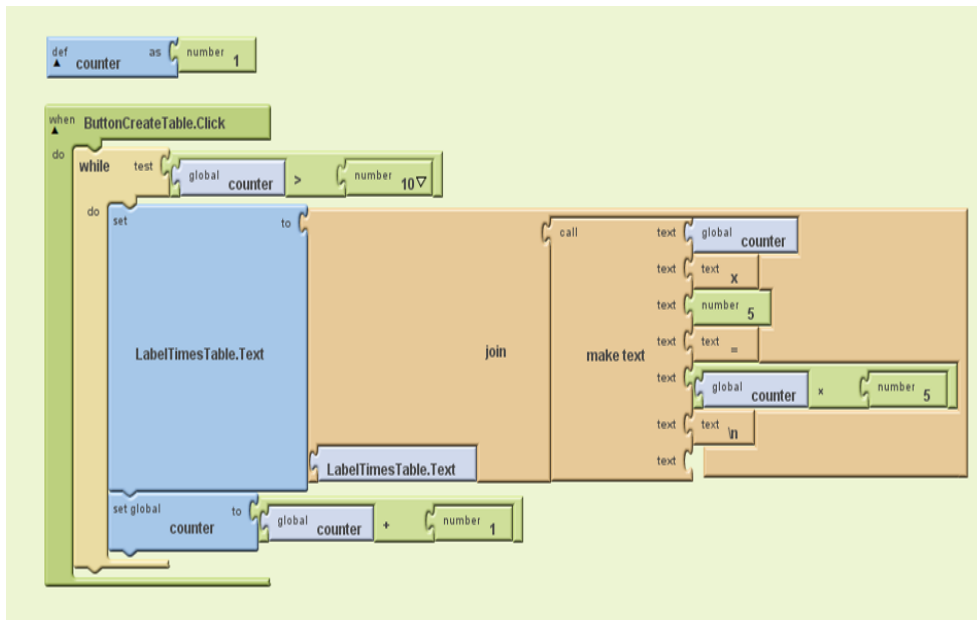 def counter as number 1
when ButtonCreateTable.Click
do while test global counter > number 10
do set to call text global counter
text text x
text number 5
LabelTimesTable.Text join make text text text =
text global counter × number 5
text text \n
LabelTimesTable.Text text
set global counter to global counter + number 1